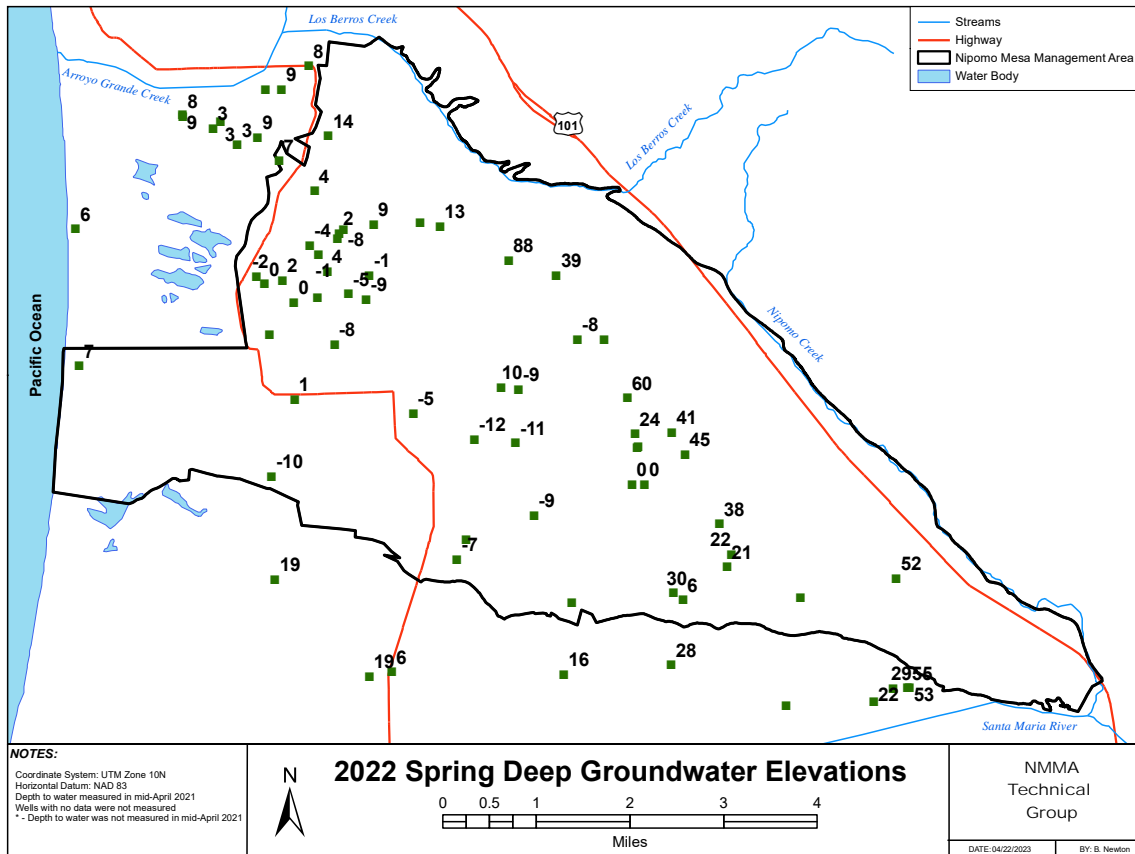 Los Berros Creek
Streams
Highway
Nipomo Mesa Management Area
Water Body
8
Arroyo Grande Creek
9
101
8
9
3
3
3
9
14
Los Berros Creek
4
6
2
9
13
-4
-8
88
39
4
-2
0
2
-1
-1
0
-5
-9
Nipomo Creek
-8
-8
Pacific Ocean
7
1
10
-9
60
-5
24
41
-12
-11
45
-10
0
0
-9
38
22
21
-7
19
52
30
6
19
6
16
28
29
55
22
53
Santa Maria River
NOTES:
Coordinate System: UTM Zone 10N
Horizontal Datum: NAD 83
Depth to water measured in mid-April 2021
Wells with no data were not measured
* - Depth to water was not measured in mid-April 2021
N
2022 Spring Deep Groundwater Elevations
0 0.5 1 2 3 4
Miles
NMMA
Technical
Group
DATE:04/22/2023 BY: B. Newton